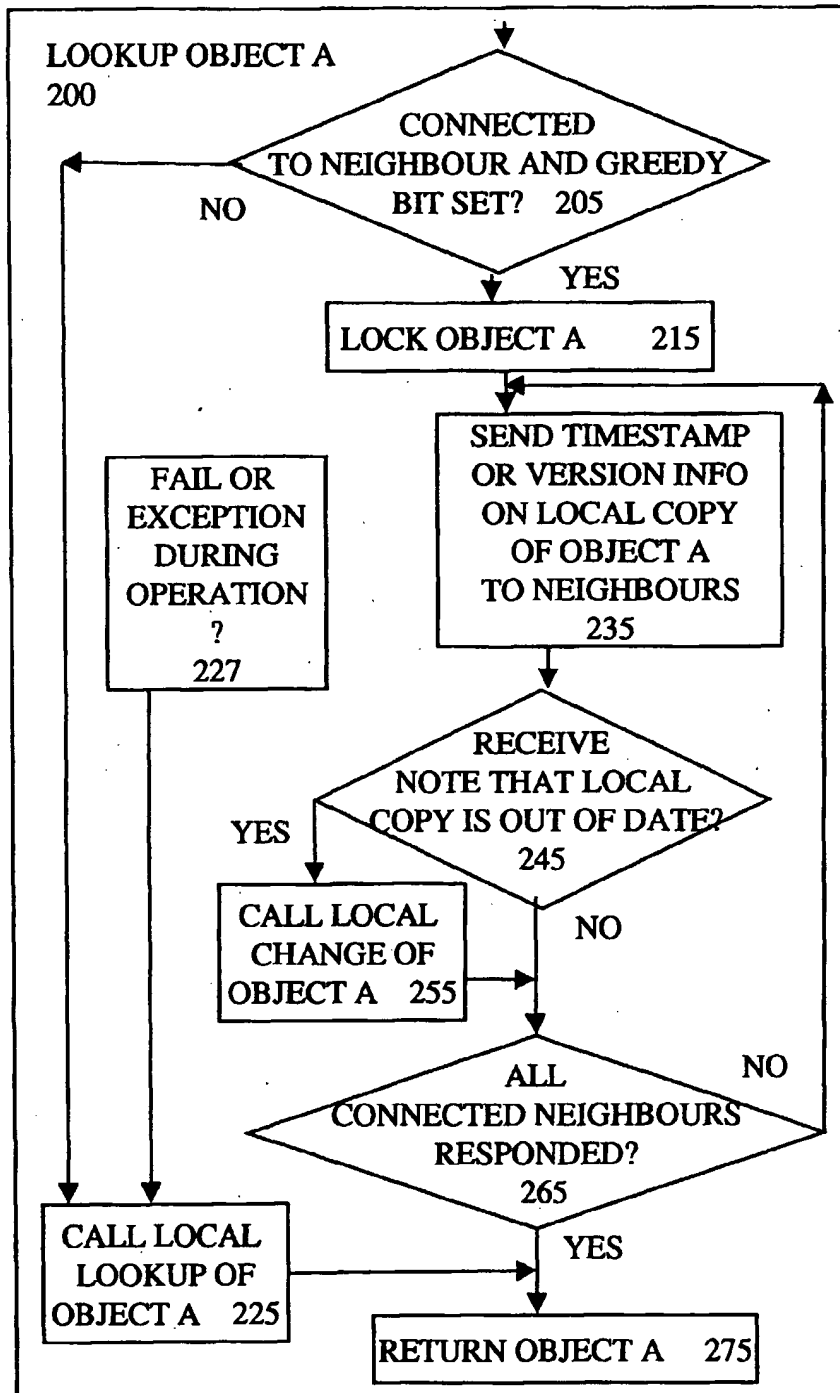 LOOKUP OBJECT A
200
CONNECTED
TO NEIGHBOUR AND GREEDY
BIT SET? 205
NO
YES
LOCK OBJECT A 215
SEND TIMESTAMP
OR VERSION INFO
ON LOCAL COPY
OF OBJECT A
TO NEIGHBOURS
235
FAIL OR
EXCEPTION
DURING
OPERATION
?
227
RECEIVE
NOTE THAT LOCAL
COPY IS OUT OF DATE?
245
YES
NO
CALL LOCAL
CHANGE OF
OBJECT A 255
ALL
CONNECTED NEIGHBOURS
RESPONDED?
265
NO
YES
CALL LOCAL
LOOKUP OF
OBJECT A 225
RETURN OBJECT A 275